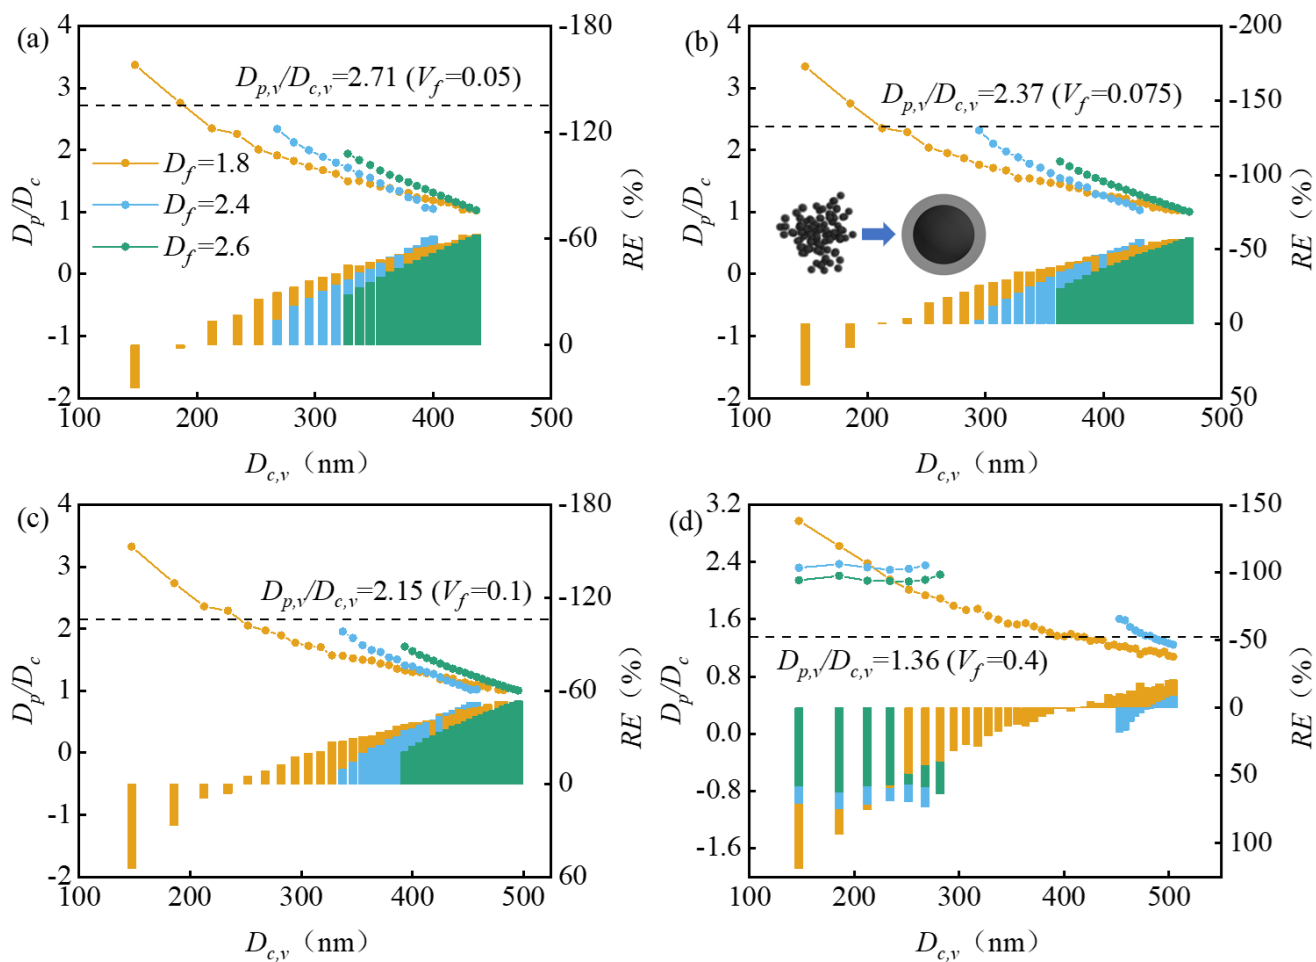 (a)
4
3
2
1
0
-1
-2
D_p/D_c
D_{p,v}/D_{c,v}=2.71 (V_f=0.05)
D_f=1.8
D_f=2.4
D_f=2.6
-180
-120
-60
0
RE（%）
100 200 300 400 500
D_{c,v}（nm）
(b)
4
3
2
1
0
-1
-2
D_p/D_c
D_{p,v}/D_{c,v}=2.37 (V_f=0.075)
-200
-150
-100
-50
0
50
RE（%）
100 200 300 400 500
D_{c,v}（nm）
(c)
4
3
2
1
0
-1
-2
D_p/D_c
D_{p,v}/D_{c,v}=2.15 (V_f=0.1)
-180
-120
-60
0
60
RE（%）
100 200 300 400 500
D_{c,v}（nm）
(d)
3.2
2.4
1.6
0.8
0.0
-0.8
-1.6
D_p/D_c
D_{p,v}/D_{c,v}=1.36 (V_f=0.4)
-150
-100
-50
0
50
100
RE（%）
100 200 300 400 500
D_{c,v}（nm）